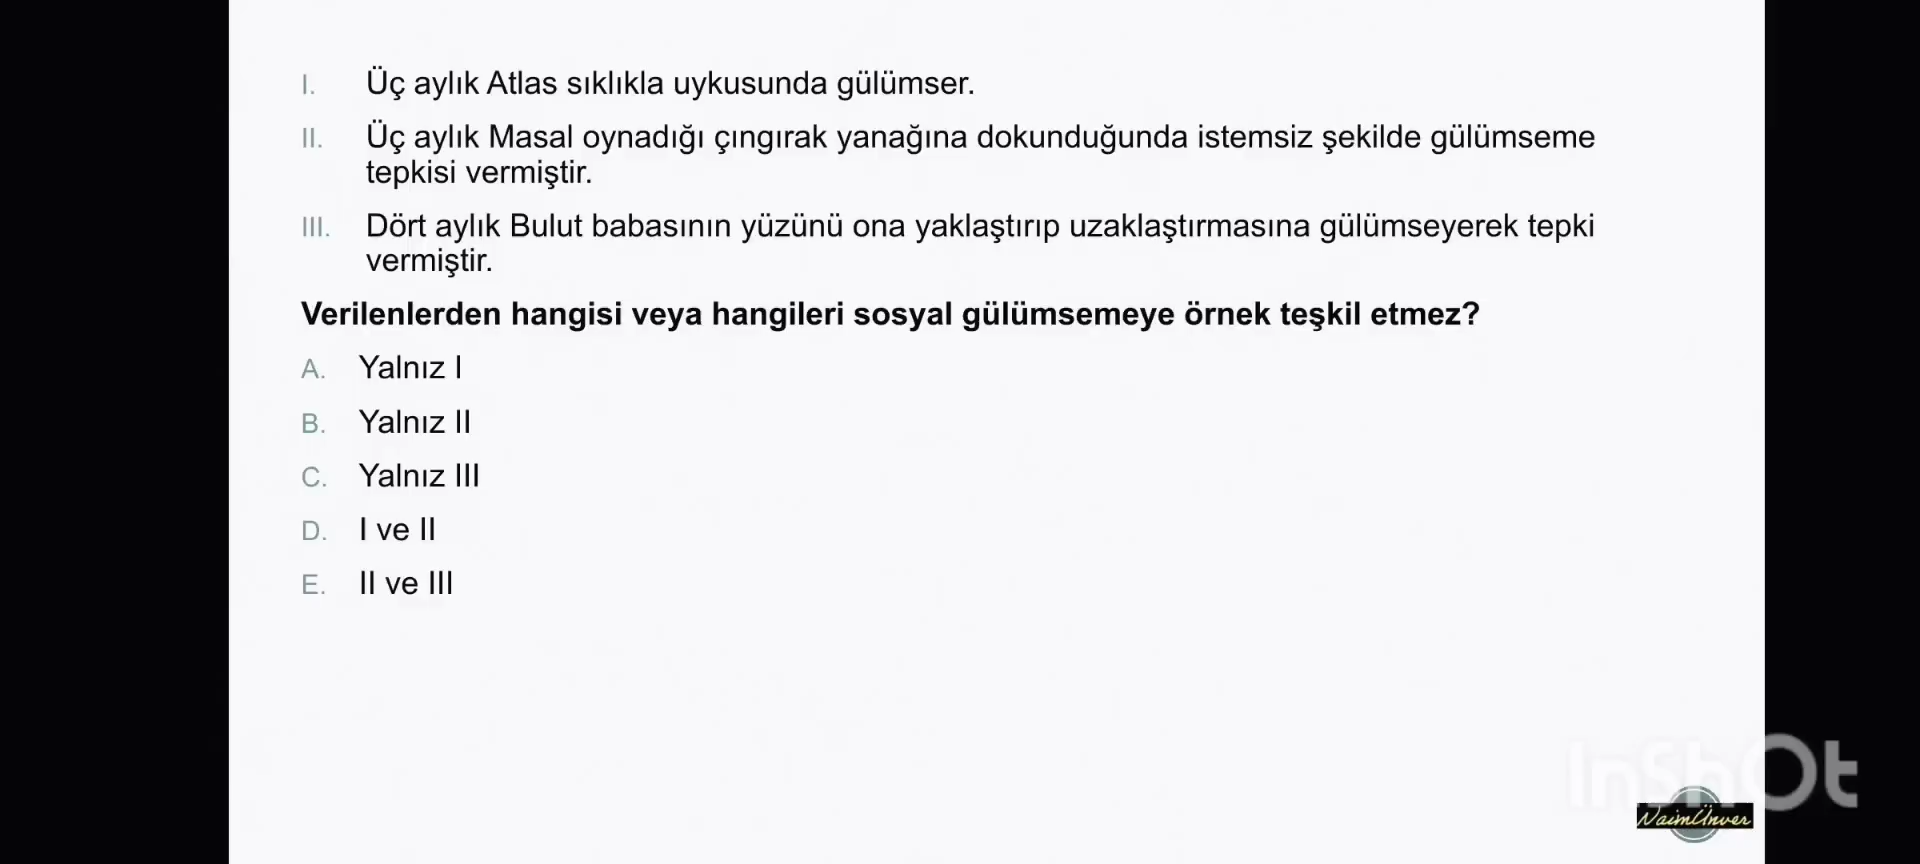 I. Üç aylık Atlas sıklıkla uykusunda gülümser.
II. Üç aylık Masal oynadığı çıngırak yanağına dokunduğunda istemsiz şekilde gülümseme
tepkisi vermiştir.
III. Dört aylık Bulut babasının yüzünü ona yaklaştırıp uzaklaştırmasına gülümseyerek tepki
vermiştir.
Verilenlerden hangisi veya hangileri sosyal gülümsemeye örnek teşkil etmez?
A. Yalnız I
B. Yalnız II
C. Yalnız III
D. I ve II
E. II ve III
InShOt
NaimÜnver